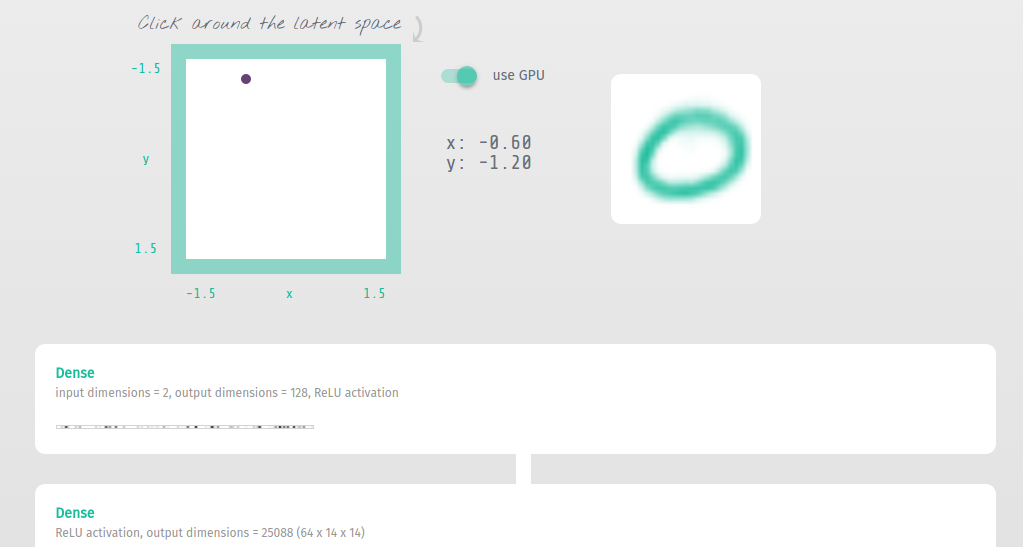 Click around the latent space
-1.5
y
1.5
-1.5 x 1.5
use GPU
x: -0.60
y: -1.20
Dense
input dimensions = 2, output dimensions = 128, ReLU activation
Dense
ReLU activation, output dimensions = 25088 (64 x 14 x 14)